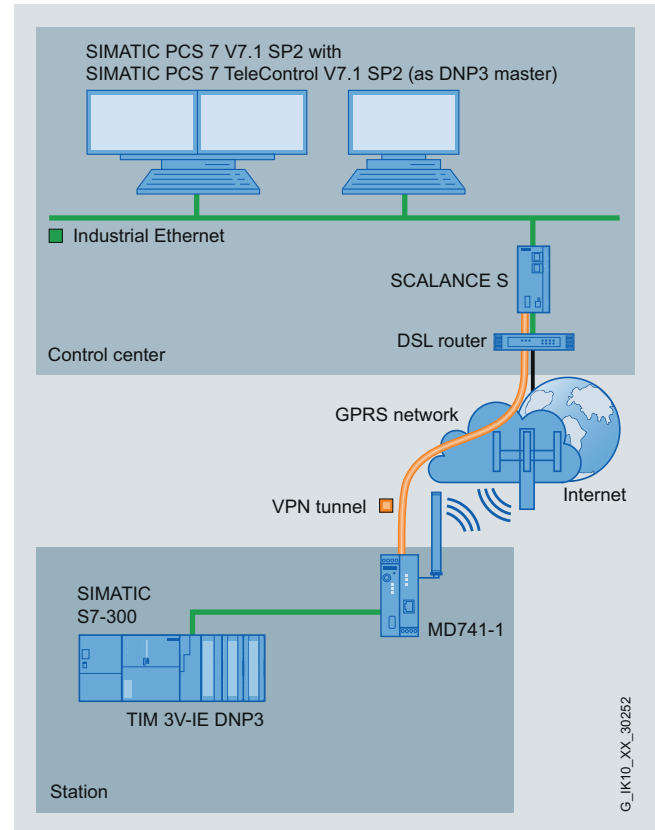 SIMATIC PCS 7 V7.1 SP2 with
SIMATIC PCS 7 TeleControl V7.1 SP2 (as DNP3 master)
Industrial Ethernet
SCALANCE S
DSL router
Control center
GPRS network
Internet
VPN tunnel
SIMATIC
S7-300
MD741-1
TIM 3V-IE DNP3
Station
G_IK10_XX_30252